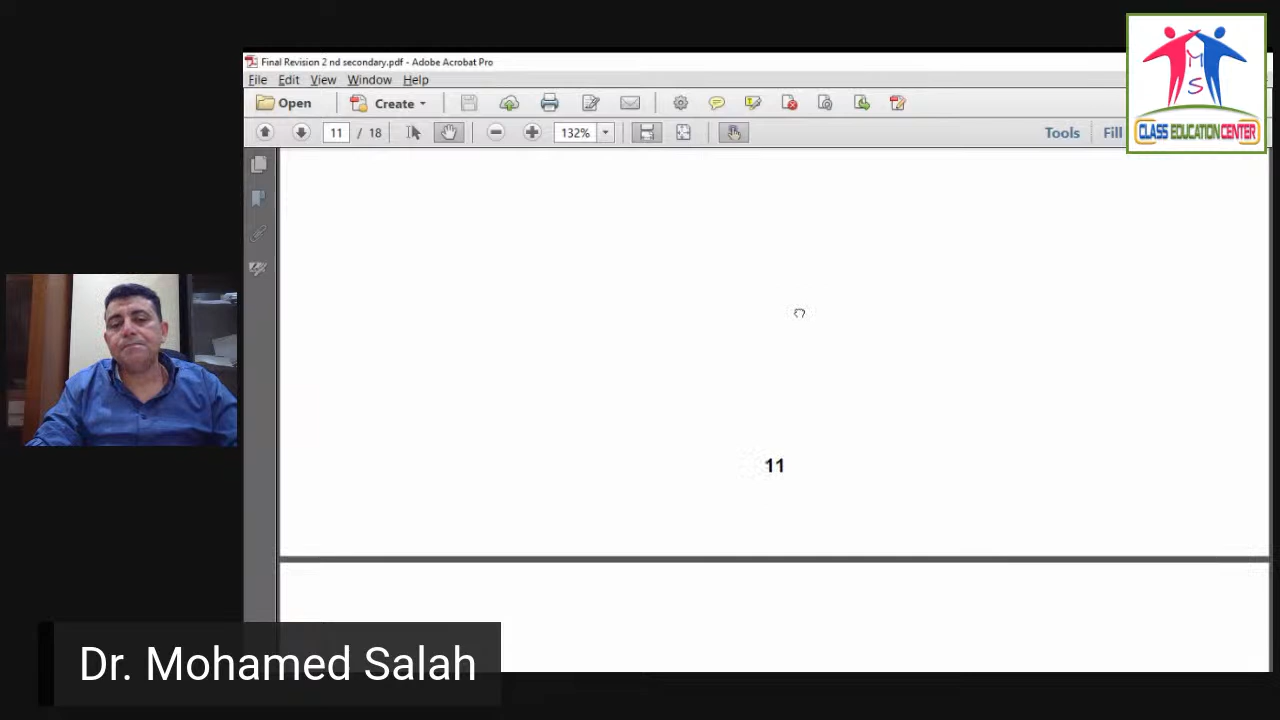 Final Revision 2 nd secondary.pdf - Adobe Acrobat Pro
File Edit View Window Help
Open Create
11 / 18 132% Tools Fill
M
S
CLASS EDUCATION CENTER
11
Dr. Mohamed Salah